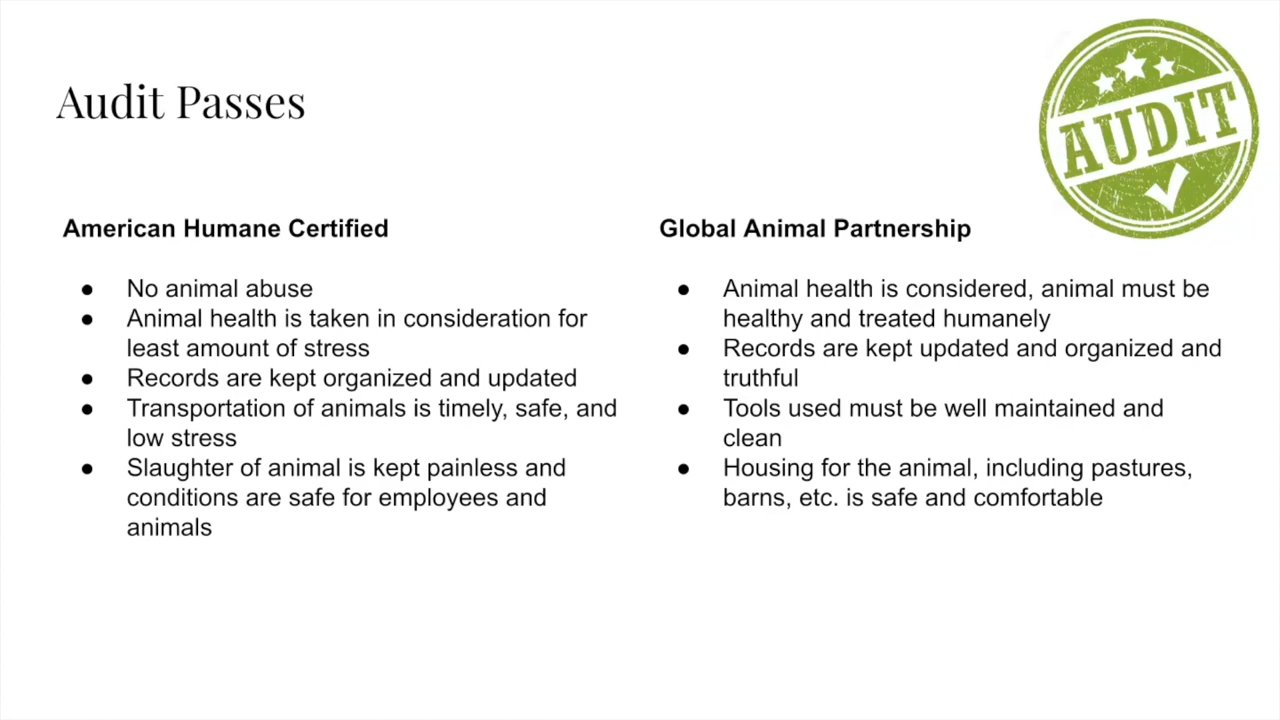 Audit Passes
AUDIT
American Humane Certified
● No animal abuse
● Animal health is taken in consideration for
least amount of stress
● Records are kept organized and updated
● Transportation of animals is timely, safe, and
low stress
● Slaughter of animal is kept painless and
conditions are safe for employees and
animals
Global Animal Partnership
● Animal health is considered, animal must be
healthy and treated humanely
● Records are kept updated and organized and
truthful
● Tools used must be well maintained and
clean
● Housing for the animal, including pastures,
barns, etc. is safe and comfortable